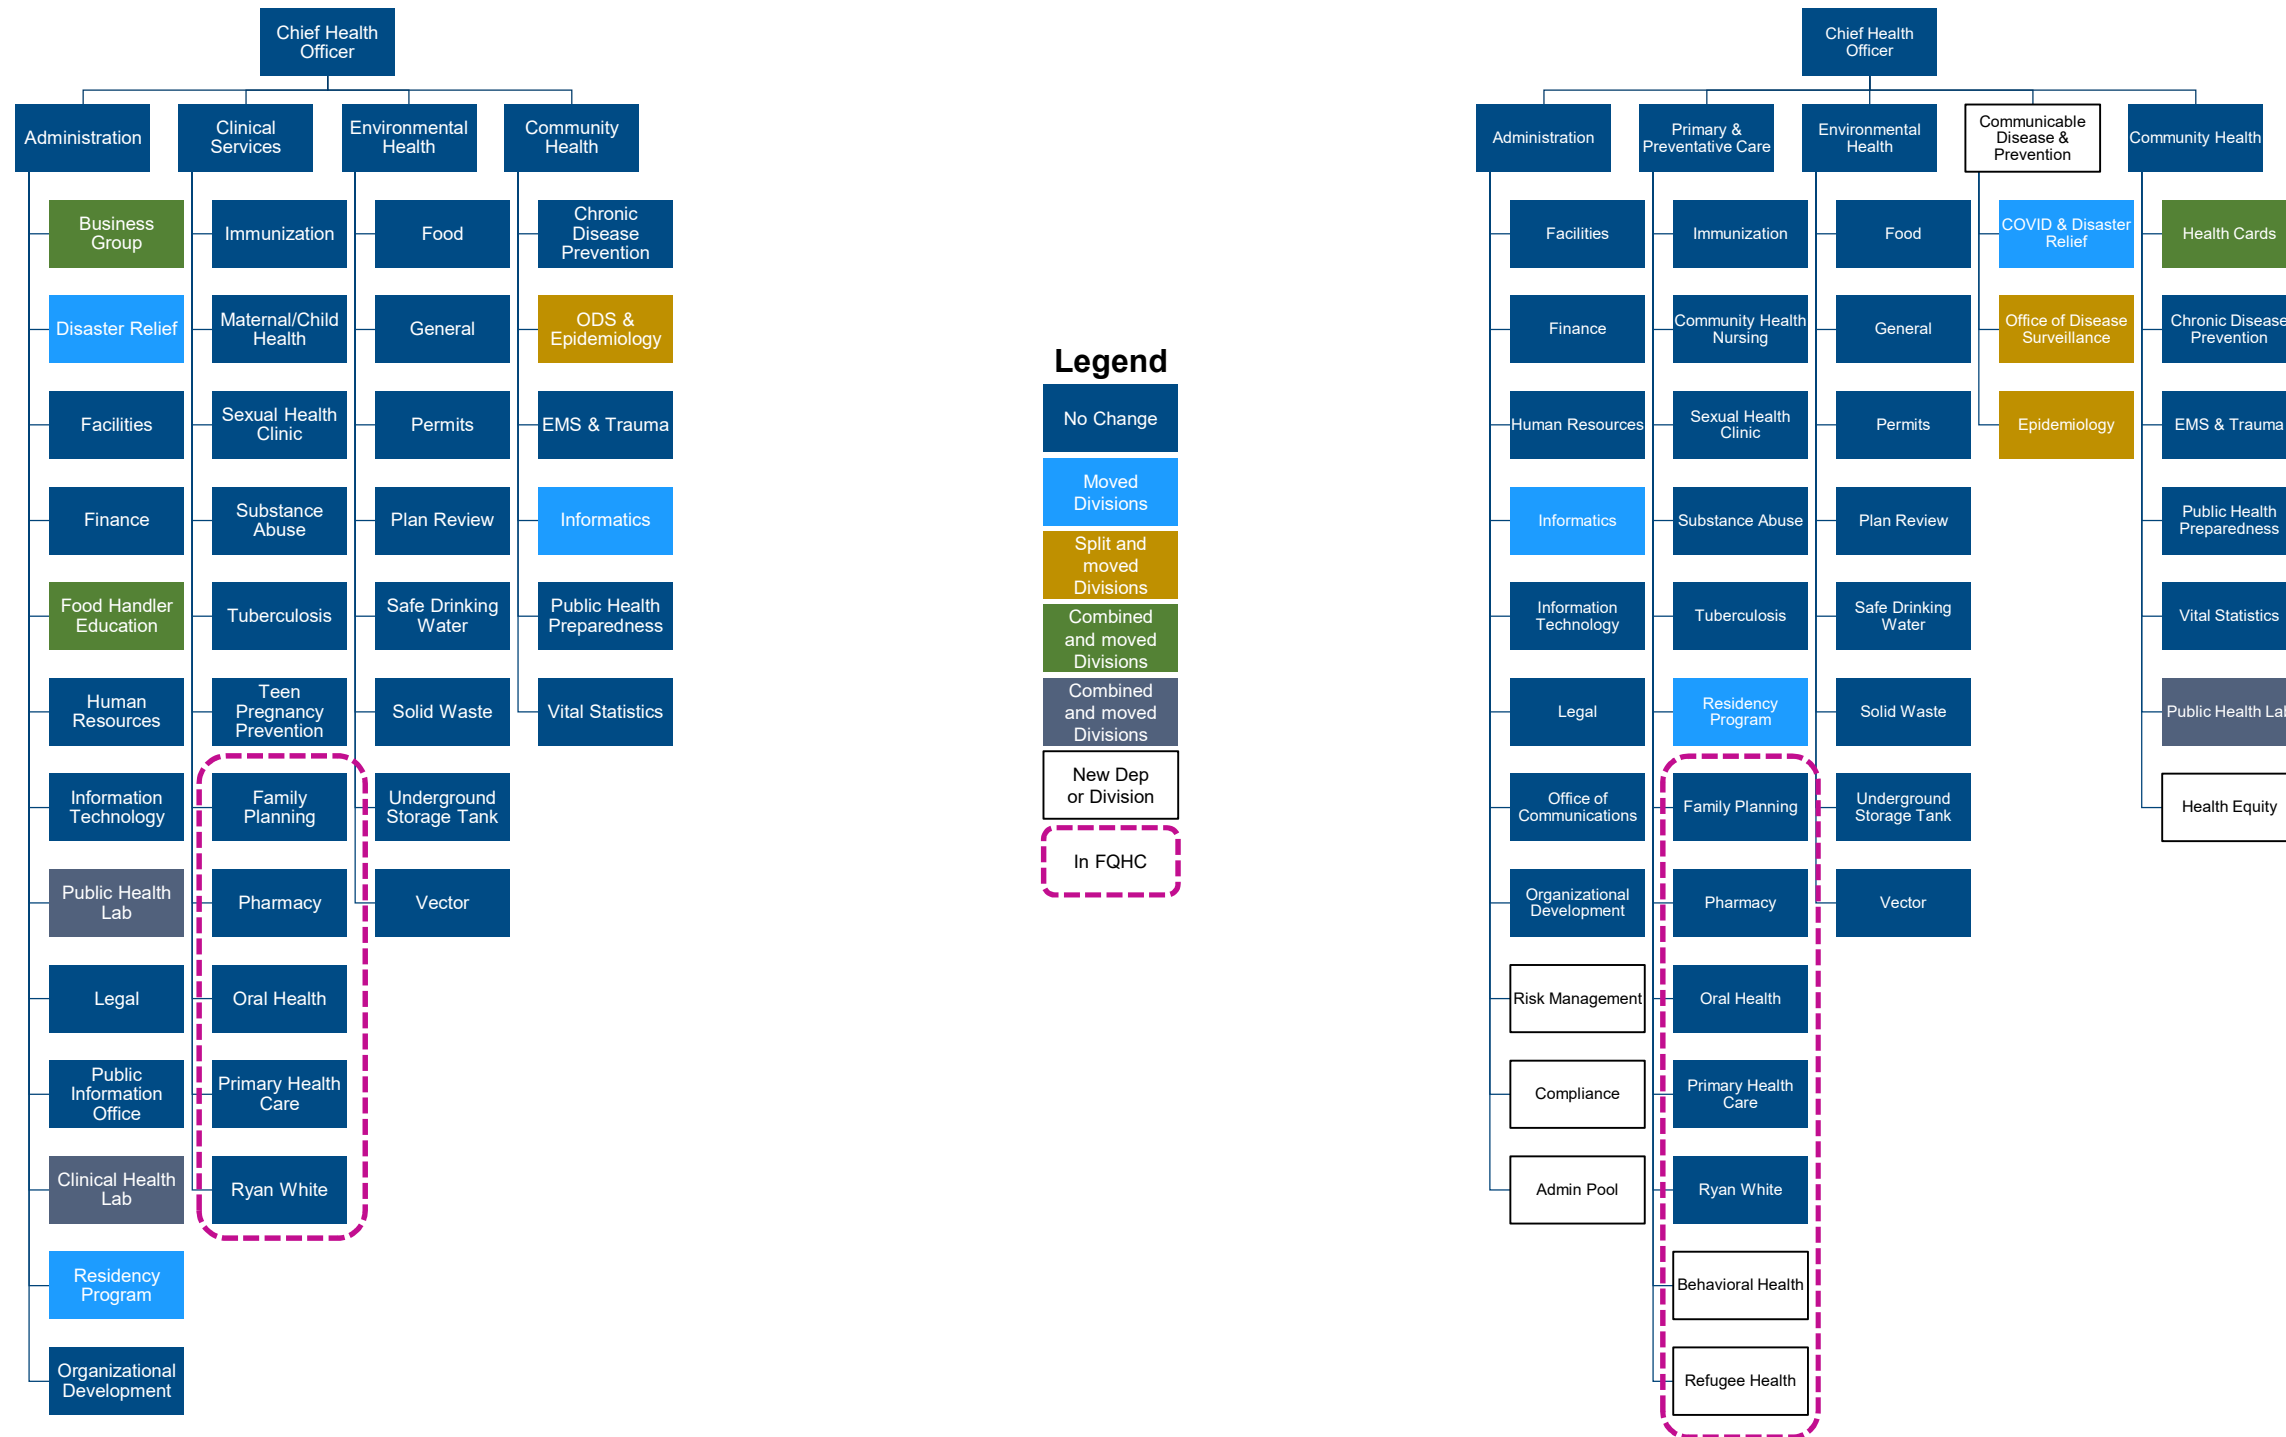 Chief Health
Officer
Administration
Clinical
Services
Environmental
Health
Community
Health
Business
Group
Disaster Relief
Facilities
Finance
Food Handler
Education
Human
Resources
Information
Technology
Public Health
Lab
Legal
Public
Information
Office
Clinical Health
Lab
Residency
Program
Organizational
Development
Immunization
Maternal/Child
Health
Sexual Health
Clinic
Substance
Abuse
Tuberculosis
Teen
Pregnancy
Prevention
Family
Planning
Pharmacy
Oral Health
Primary Health
Care
Ryan White
Food
General
Permits
Plan Review
Safe Drinking
Water
Solid Waste
Underground
Storage Tank
Vector
Chronic
Disease
Prevention
ODS &
Epidemiology
EMS & Trauma
Informatics
Public Health
Preparedness
Vital Statistics
Legend
No Change
Moved
Divisions
Split and
moved
Divisions
Combined
and moved
Divisions
Combined
and moved
Divisions
New Dep
or Division
In FQHC
Chief Health
Officer
Administration
Primary &
Preventative Care
Environmental
Health
Communicable
Disease &
Prevention
Community Health
Facilities
Finance
Human Resources
Informatics
Information
Technology
Legal
Office of
Communications
Organizational
Development
Risk Management
Compliance
Admin Pool
Immunization
Community Health
Nursing
Sexual Health
Clinic
Substance Abuse
Tuberculosis
Residency
Program
Family Planning
Pharmacy
Oral Health
Primary Health
Care
Ryan White
Behavioral Health
Refugee Health
Food
General
Permits
Plan Review
Safe Drinking
Water
Solid Waste
Underground
Storage Tank
Vector
COVID & Disaster
Relief
Office of Disease
Surveillance
Epidemiology
Health Cards
Chronic Disease
Prevention
EMS & Trauma
Public Health
Preparedness
Vital Statistics
Public Health Lab
Health Equity